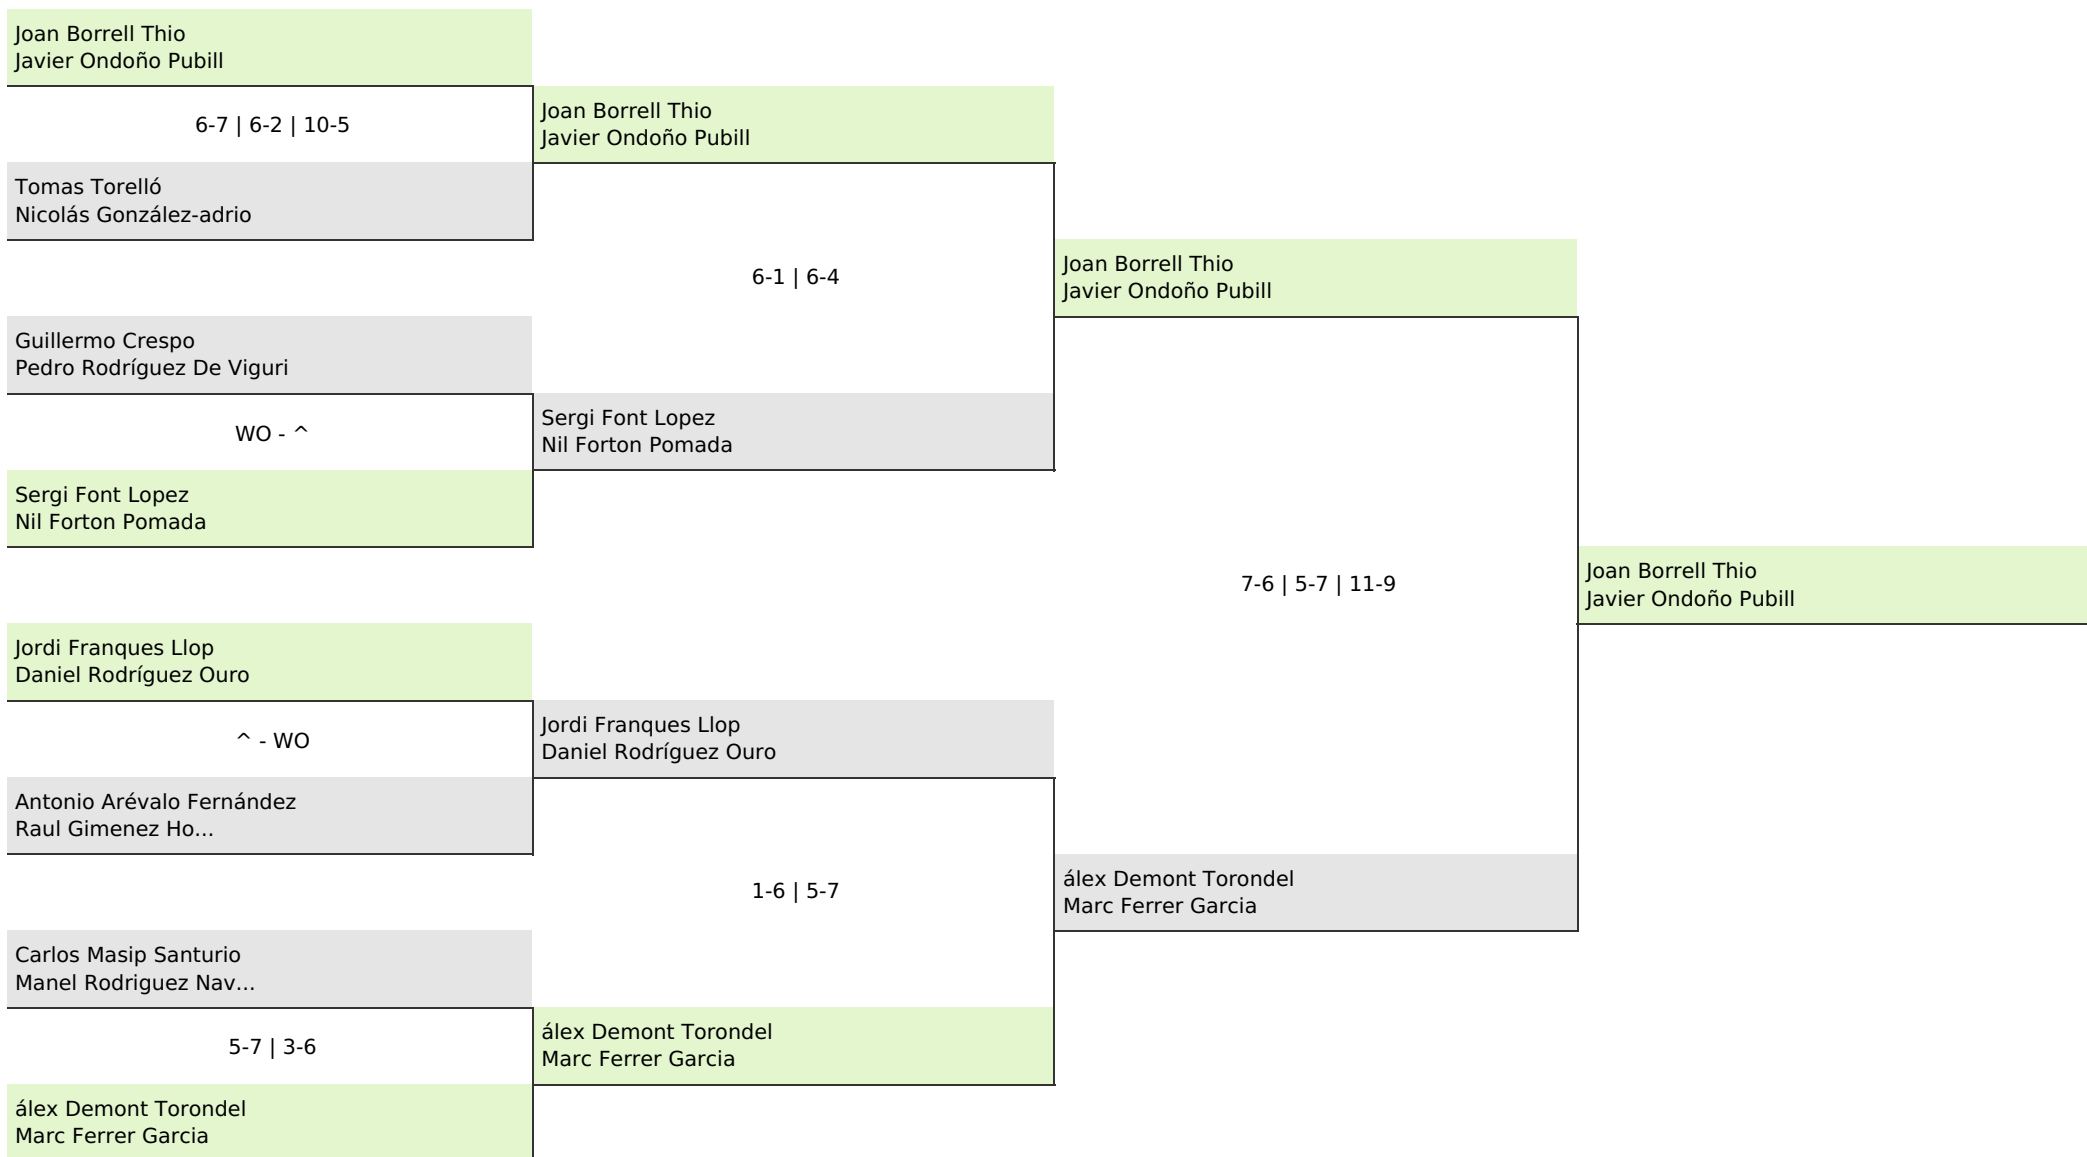 Joan Borrell Thio
Javier Ondoño Pubill
6-7 | 6-2 | 10-5
Tomas Torelló
Nicolás González-adrio
Guillermo Crespo
Pedro Rodríguez De Viguri
WO - ^
Sergi Font Lopez
Nil Forton Pomada
Jordi Franques Llop
Daniel Rodríguez Ouro
^ - WO
Antonio Arévalo Fernández
Raul Gimenez Ho...
Carlos Masip Santurio
Manel Rodriguez Nav...
5-7 | 3-6
álex Demont Torondel
Marc Ferrer Garcia
Joan Borrell Thio
Javier Ondoño Pubill
6-1 | 6-4
Sergi Font Lopez
Nil Forton Pomada
Jordi Franques Llop
Daniel Rodríguez Ouro
1-6 | 5-7
álex Demont Torondel
Marc Ferrer Garcia
Joan Borrell Thio
Javier Ondoño Pubill
7-6 | 5-7 | 11-9
álex Demont Torondel
Marc Ferrer Garcia
Joan Borrell Thio
Javier Ondoño Pubill